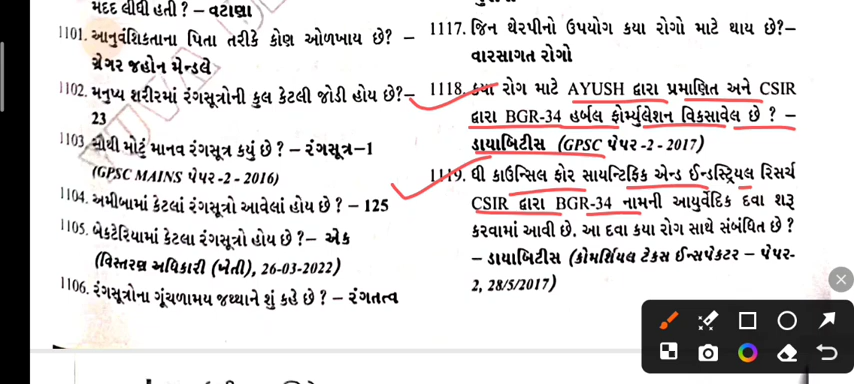 મદદ લીધી હતી ? – વટાણા
1101. આનુવંશિકતાના પિતા તરીકે કોણ ઓળખાય છે? –
ગ્રેગર જહોન મેન્ડલે
1102. મનુષ્ય શરીરમાં રંગસૂત્રોની કુલ કેટલી જોડી હોય છે?–
23
1103. સૌથી મોટું માનવ રંગસૂત્ર કયું છે? – રંગસૂત્ર–1
(GPSC MAINS પેપર–2 – 2016)
1104. અમીબામાં કેટલાં રંગસૂત્રો આવેલાં હોય છે? – 125
1105. બેકટેરિયામાં કેટલા રંગસૂત્રો હોય છે?– એક
(વિસ્તરણ અધિકારી (ખેતી), 26-03-2022)
1106. રંગસૂત્રોના ગૂંચળામય જથ્થાને શું કહે છે? – રંગતત્વ
1117. જિન થેરપીનો ઉપયોગ કયા રોગો માટે થાય છે?–
વારસાગત રોગો
1118. કયા રોગ માટે AYUSH દ્વારા પ્રમાણિત અને CSIR
દ્વારા BGR-34 હર્બલ ફોર્મ્યુલેશન વિકસાવેલ છે ? –
ડાયાબિટીસ (GPSC પેપર -2 - 2017)
1119. ધી કાઉન્સિલ ફોર સાયન્ટિફિક એન્ડ ઈન્ડસ્ટ્રિયલ રિસર્ચ
CSIR દ્વારા BGR-34 નામની આયુર્વેદિક દવા શરૂ
કરવામાં આવી છે. આ દવા કયા રોગ સાથે સંબંધિત છે ?
– ડાયાબિટીસ (કોમર્શિયલ ટેકસ ઈન્સપેકટર – પેપર-
2, 28/5/2017)